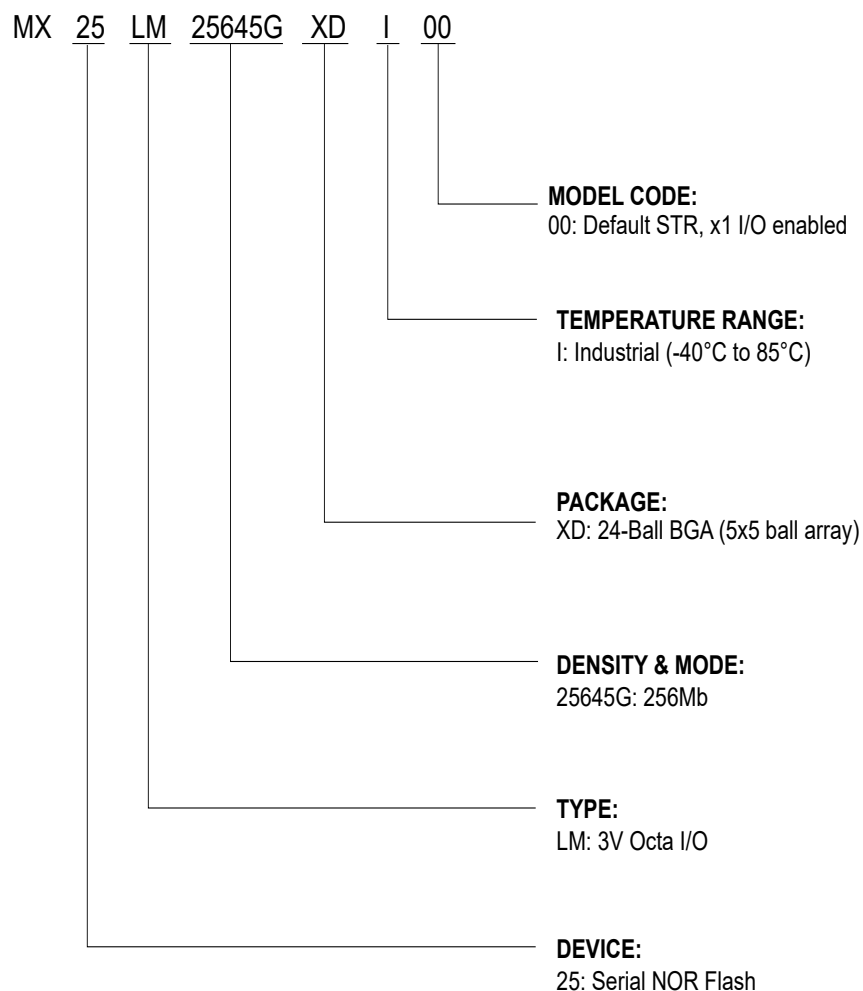 MX 25 LM 25645G XD I 00
MODEL CODE:
00: Default STR, x1 I/O enabled
TEMPERATURE RANGE:
I: Industrial (-40°C to 85°C)
PACKAGE:
XD: 24-Ball BGA (5x5 ball array)
DENSITY & MODE:
25645G: 256Mb
TYPE:
LM: 3V Octa I/O
DEVICE:
25: Serial NOR Flash